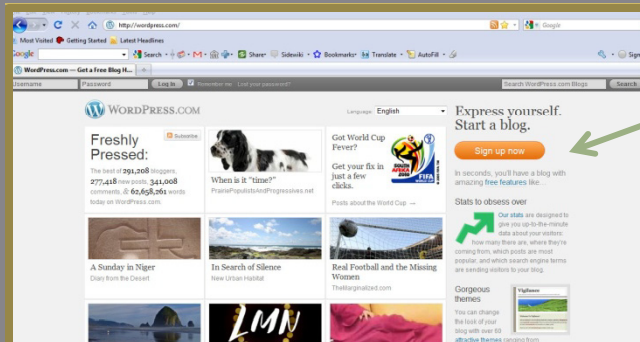 http://wordpress.com/
Google
Most Visited Getting Started Latest Headlines
Google Search Share Sidewiki Bookmarks Translate AutoFill Sign
WordPress.com — Get a Free Blog H...
Username Password Log In Remember me Lost your password? Search WordPress.com Blogs Search
WORDPRESS.COM
Language: English
Express yourself.
Start a blog.
Sign up now
In seconds, you'll have a blog with
amazing free features like...
Freshly
Pressed:
Subscribe
The best of 291,208 bloggers,
277,418 new posts, 341,008
comments, & 62,658,261 words
today on WordPress.com.
When is it "time?"
PrairiePopulistsAndProgressives.net
Got World Cup
Fever?
Get your fix in
just a few
clicks.
Posts about the World Cup →
SOUTH AFRICA
2010
FIFA
Stats to obsess over
Our stats are designed to
give you up-to-the-minute
data about your visitors:
how many there are, where they're
coming from, which posts are most
popular, and which search engine terms
are sending visitors to your blog.
A Sunday in Niger
Diary from the Desert
In Search of Silence
New Urban Habitat
Real Football and the Missing
Women
TheMarginalized.com
Gorgeous
themes
You can change
the look of your
blog with over 60
attractive themes ranging from
Vigilance
LMN